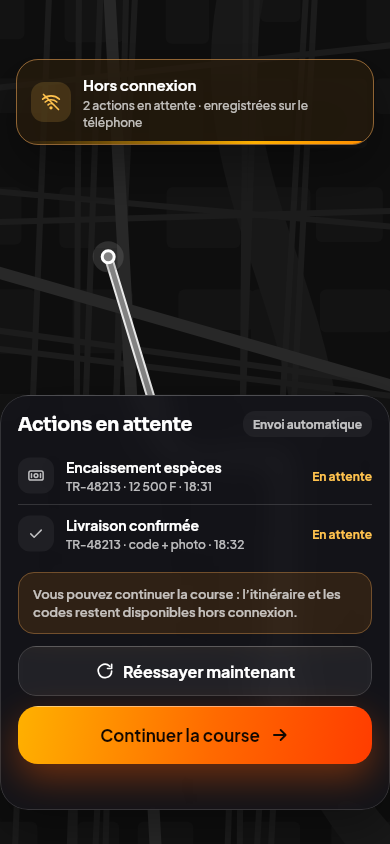 Hors connexion
2 actions en attente · enregistrées sur le
téléphone
Actions en attente
Envoi automatique
Encaissement espèces
TR-48213 · 12 500 F · 18:31
En attente
Livraison confirmée
TR-48213 · code + photo · 18:32
En attente
Vous pouvez continuer la course : l’itinéraire et les
codes restent disponibles hors connexion.
Réessayer maintenant
Continuer la course →